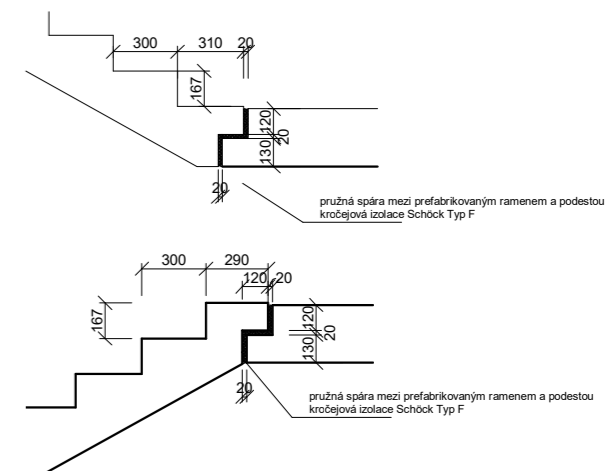 300 310 20
167
120
20
130
20
pružná spára mezi prefabrikovaným ramenem a podestou
kročejová izolace Schöck Typ F
300 290
120 20
167
120
20
130
20
pružná spára mezi prefabrikovaným ramenem a podestou
kročejová izolace Schöck Typ F